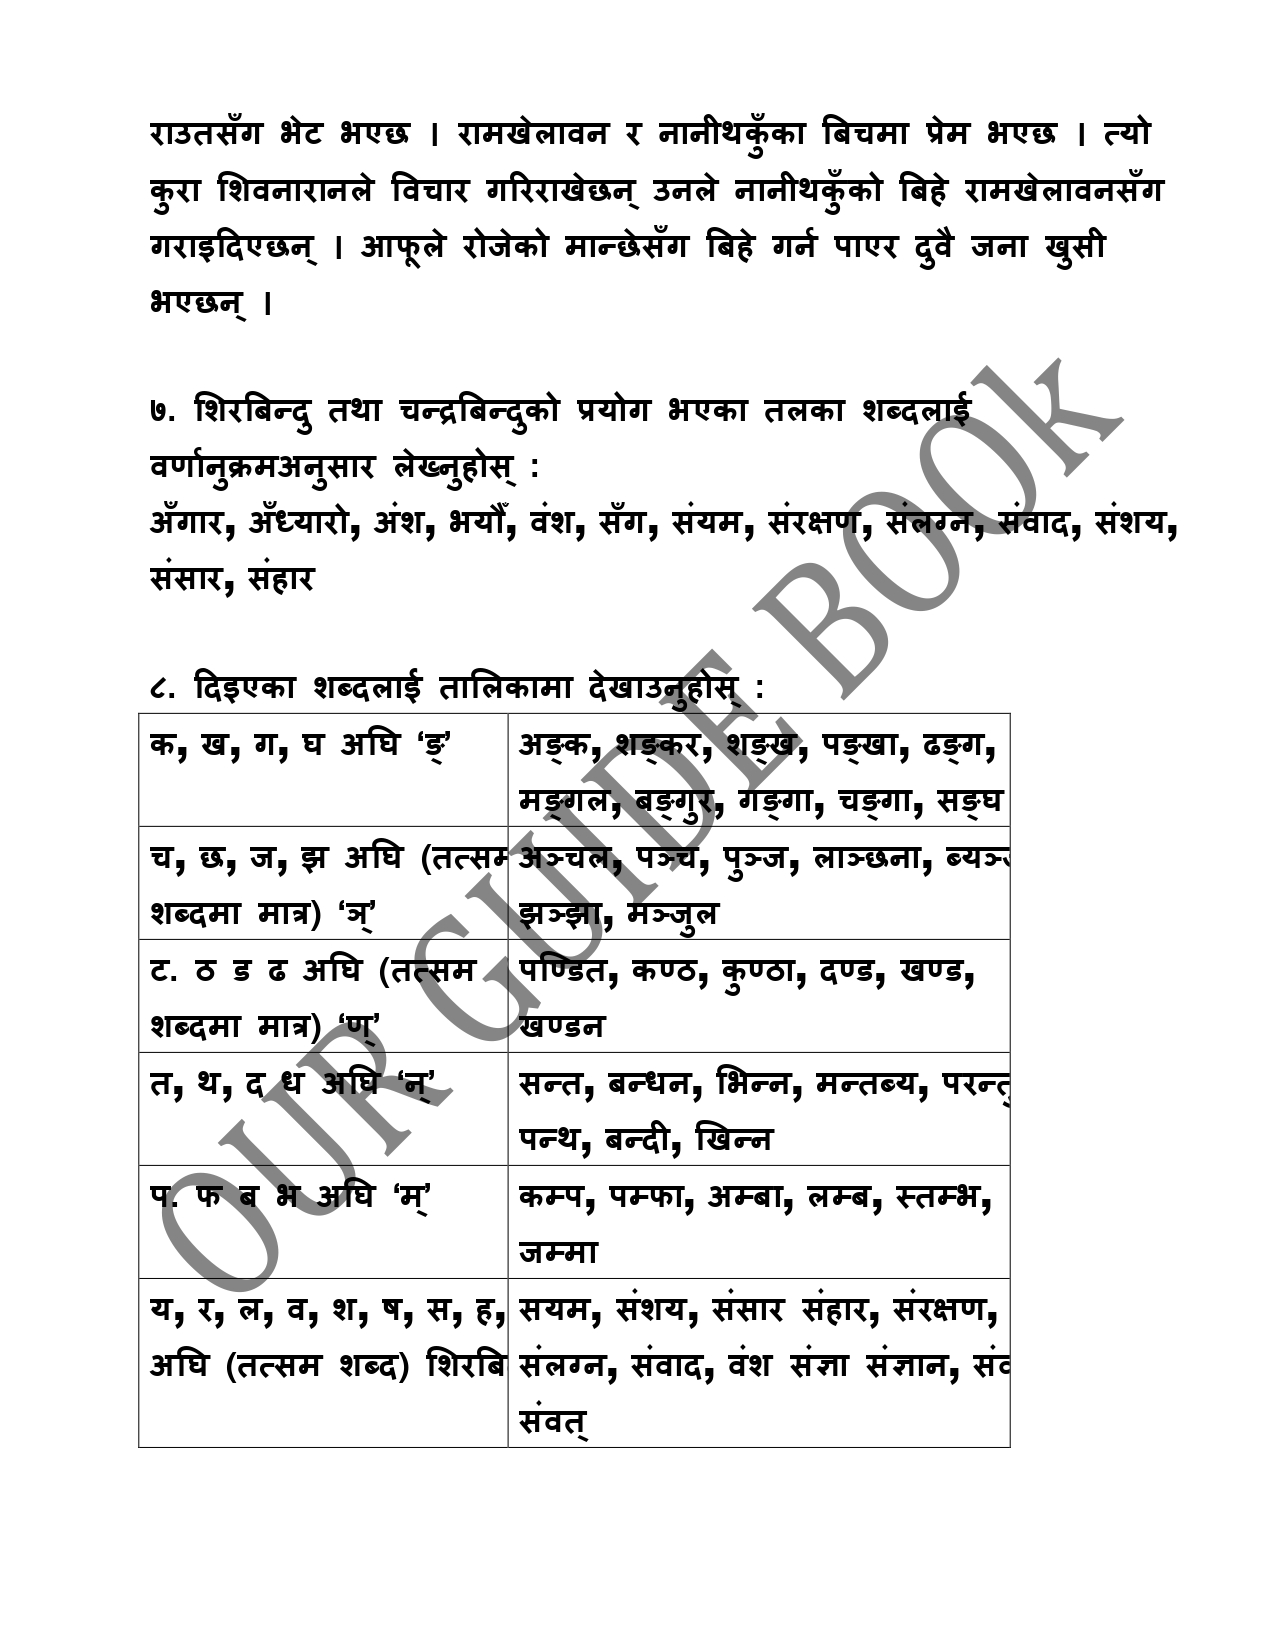 राउतसँग भेट भएछ । रामखेलावन र नानीथकुँका बिचमा प्रेम भएछ । त्यो
कुरा शिवनारानले विचार गरिराखेछन् उनले नानीथकुँको बिहे रामखेलावनसँग
गराइदिएछन् । आफूले रोजेको मान्छेसँग बिहे गर्न पाएर दुवै जना खुसी
भएछन् ।
७. शिरबिन्दु तथा चन्द्रबिन्दुको प्रयोग भएका तलका शब्दलाई
वर्णानुक्रमअनुसार लेख्नुहोस् :
अँगार, अँध्यारो, अंश, भर्याैँ, वंश, सँग, संयम, संरक्षण, संलग्न, संवाद, संशय,
संसार, संहार
८. दिइएका शब्दलाई तालिकामा देखाउनुहोस् :
क, ख, ग, घ अघि ‘ङ्’
अङ्क, शङ्कर, शङ्ख, पङ्खा, ढङ्ग,
मङ्गल, बङ्गुर, गङ्गा, चङ्गा, सङ्घ
च, छ, ज, झ अघि (तत्सम
शब्दमा मात्र) ‘ञ्’
अञ्चल, पञ्च, पुञ्ज, लाञ्छना,
झञ्झा, मञ्जुल
ट. ठ ड ढ अघि (तत्सम
शब्दमा मात्र) ‘ण्’
पण्डित, कण्ठ, कुण्ठा, दण्ड, खण्ड,
खण्डन
त, थ, द ध अघि ‘न्’
सन्त, बन्धन, भिन्न, मन्तब्य, परन्तु
पन्थ, बन्दी, खिन्न
प. फ ब भ अघि ‘म्’
कम्प, पम्फा, अम्बा, लम्ब, स्तम्भ,
जम्मा
य, र, ल, व, श, ष, स, ह,
अघि (तत्सम शब्द)
सयम, संशय, संसार संहार, संरक्षण,
संलग्न, संवाद, वंश संज्ञा संज्ञान,
संवत्
OUR GUIDE BOOk